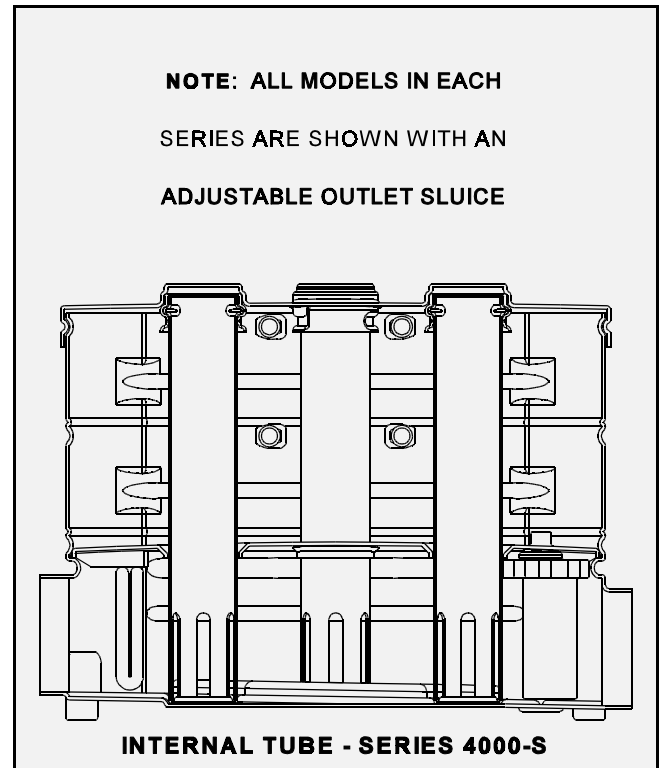 NOTE: ALL MODELS IN EACH
SERIES ARE SHOWN WITH AN
ADJUSTABLE OUTLET SLUICE
INTERNAL TUBE - SERIES 4000-S